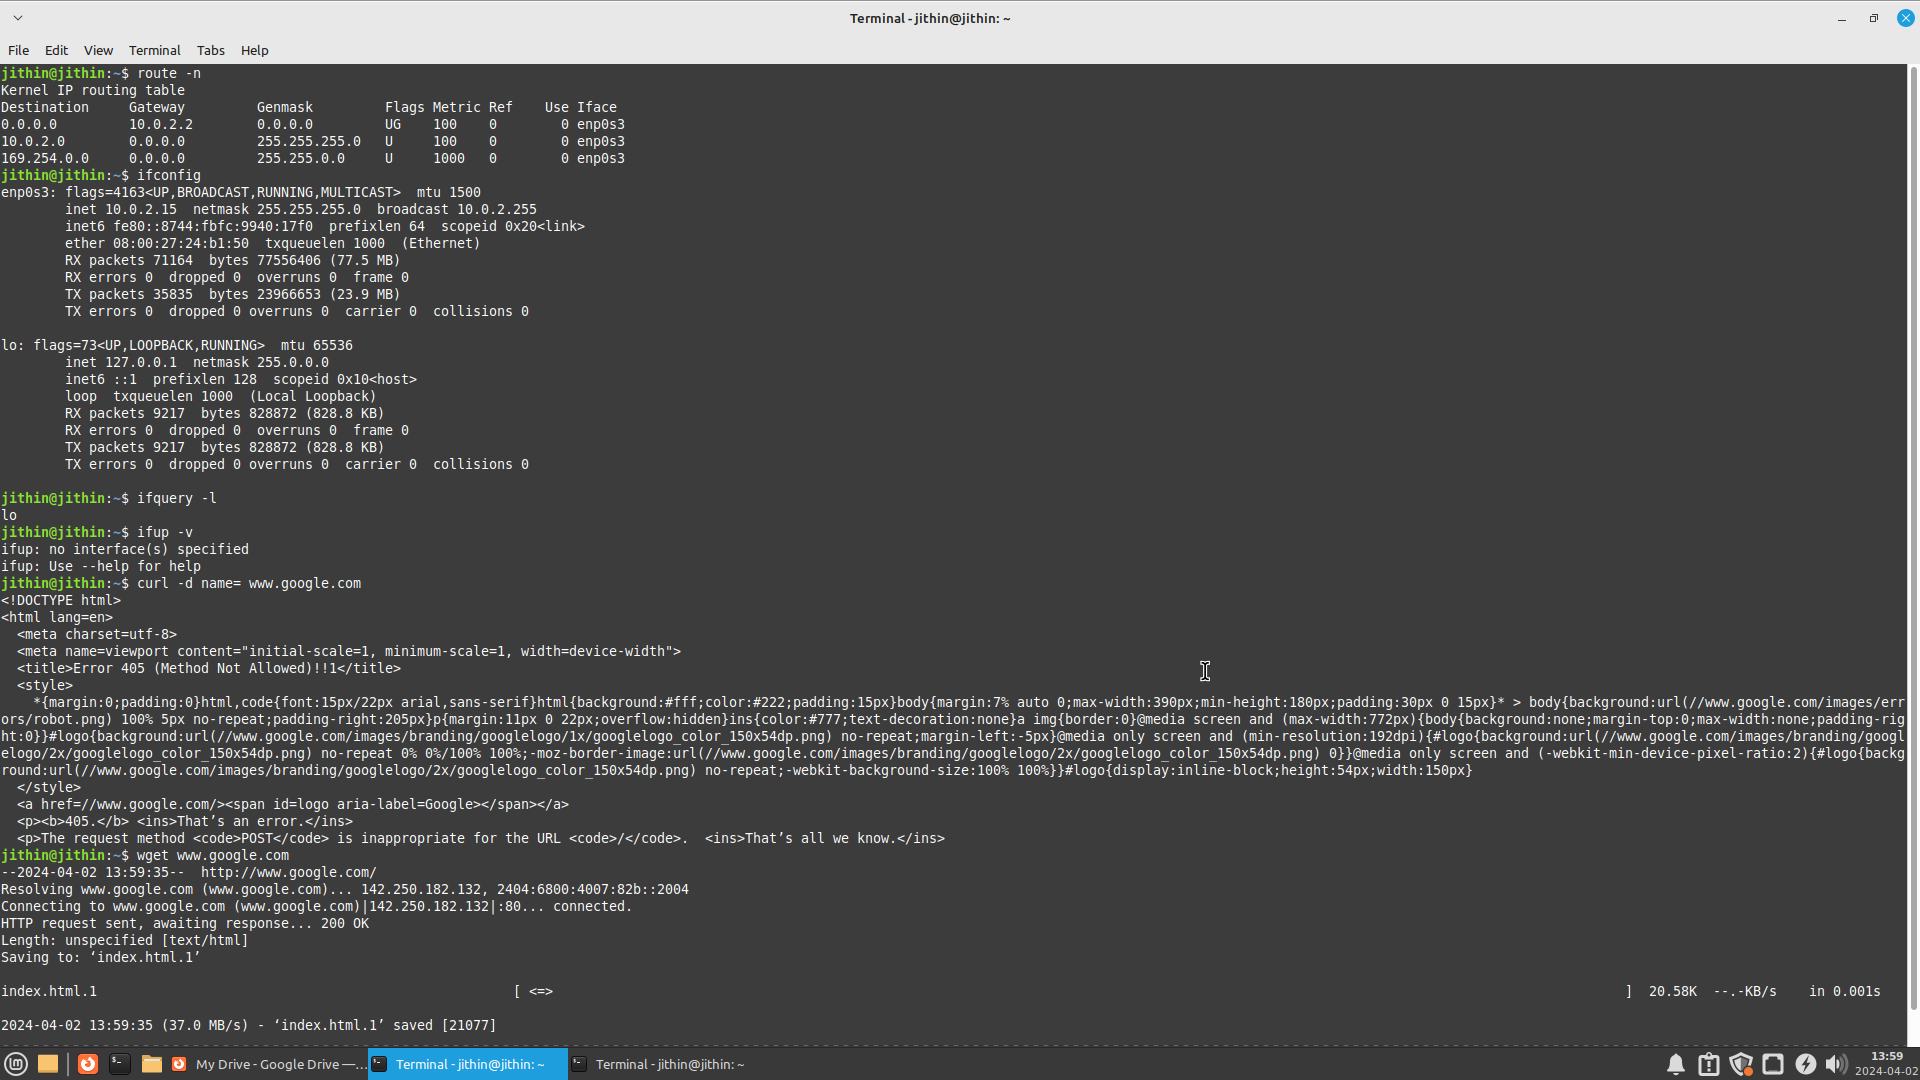 Terminal - jithin@jithin: ~
File Edit View Terminal Tabs Help
jithin@jithin:~$ route -n
Kernel IP routing table
Destination     Gateway         Genmask         Flags Metric Ref    Use Iface
0.0.0.0         10.0.2.2        0.0.0.0         UG    100    0        0 enp0s3
10.0.2.0        0.0.0.0         255.255.255.0   U     100    0        0 enp0s3
169.254.0.0     0.0.0.0         255.255.0.0     U     1000   0        0 enp0s3
jithin@jithin:~$ ifconfig
enp0s3: flags=4163<UP,BROADCAST,RUNNING,MULTICAST>  mtu 1500
        inet 10.0.2.15  netmask 255.255.255.0  broadcast 10.0.2.255
        inet6 fe80::8744:fbfc:9940:17f0  prefixlen 64  scopeid 0x20<link>
        ether 08:00:27:24:b1:50  txqueuelen 1000  (Ethernet)
        RX packets 71164  bytes 77556406 (77.5 MB)
        RX errors 0  dropped 0  overruns 0  frame 0
        TX packets 35835  bytes 23966653 (23.9 MB)
        TX errors 0  dropped 0 overruns 0  carrier 0  collisions 0
lo: flags=73<UP,LOOPBACK,RUNNING>  mtu 65536
        inet 127.0.0.1  netmask 255.0.0.0
        inet6 ::1  prefixlen 128  scopeid 0x10<host>
        loop  txqueuelen 1000  (Local Loopback)
        RX packets 9217  bytes 828872 (828.8 KB)
        RX errors 0  dropped 0  overruns 0  frame 0
        TX packets 9217  bytes 828872 (828.8 KB)
        TX errors 0  dropped 0 overruns 0  carrier 0  collisions 0
jithin@jithin:~$ ifquery -l
lo
jithin@jithin:~$ ifup -v
ifup: no interface(s) specified
ifup: Use --help for help
jithin@jithin:~$ curl -d name= www.google.com
<!DOCTYPE html>
<html lang=en>
  <meta charset=utf-8>
  <meta name=viewport content="initial-scale=1, minimum-scale=1, width=device-width">
  <title>Error 405 (Method Not Allowed)!!1</title>
  <style>
    *{margin:0;padding:0}html,code{font:15px/22px arial,sans-serif}html{background:#fff;color:#222;padding:15px}body{margin:7% auto 0;max-width:390px;min-height:180px;padding:30px 0 15px}* > body{background:url(//www.google.com/images/err
ors/robot.png) 100% 5px no-repeat;padding-right:205px}p{margin:11px 0 22px;overflow:hidden}ins{color:#777;text-decoration:none}a img{border:0}@media screen and (max-width:772px){body{background:none;margin-top:0;max-width:none;padding-rig
ht:0}}#logo{background:url(//www.google.com/images/branding/googlelogo/1x/googlelogo_color_150x54dp.png) no-repeat;margin-left:-5px}@media only screen and (min-resolution:192dpi){#logo{background:url(//www.google.com/images/branding/googl
elogo/2x/googlelogo_color_150x54dp.png) no-repeat 0% 0%/100% 100%;-moz-border-image:url(//www.google.com/images/branding/googlelogo/2x/googlelogo_color_150x54dp.png) 0}}@media only screen and (-webkit-min-device-pixel-ratio:2){#logo{backg
round:url(//www.google.com/images/branding/googlelogo/2x/googlelogo_color_150x54dp.png) no-repeat;-webkit-background-size:100% 100%}}#logo{display:inline-block;height:54px;width:150px}
  </style>
  <a href=//www.google.com/><span id=logo aria-label=Google></span></a>
  <p><b>405.</b> <ins>That’s an error.</ins>
  <p>The request method <code>POST</code> is inappropriate for the URL <code>/</code>.  <ins>That’s all we know.</ins>
jithin@jithin:~$ wget www.google.com
--2024-04-02 13:59:35--  http://www.google.com/
Resolving www.google.com (www.google.com)... 142.250.182.132, 2404:6800:4007:82b::2004
Connecting to www.google.com (www.google.com)|142.250.182.132|:80... connected.
HTTP request sent, awaiting response... 200 OK
Length: unspecified [text/html]
Saving to: ‘index.html.1’
index.html.1                                                    [ <=>                                                                                                                                      ]  20.58K  --.-KB/s    in 0.001s
2024-04-02 13:59:35 (37.0 MB/s) - ‘index.html.1’ saved [21077]
My Drive - Google Drive —... Terminal - jithin@jithin: ~ Terminal - jithin@jithin: ~ 13:59
2024-04-02